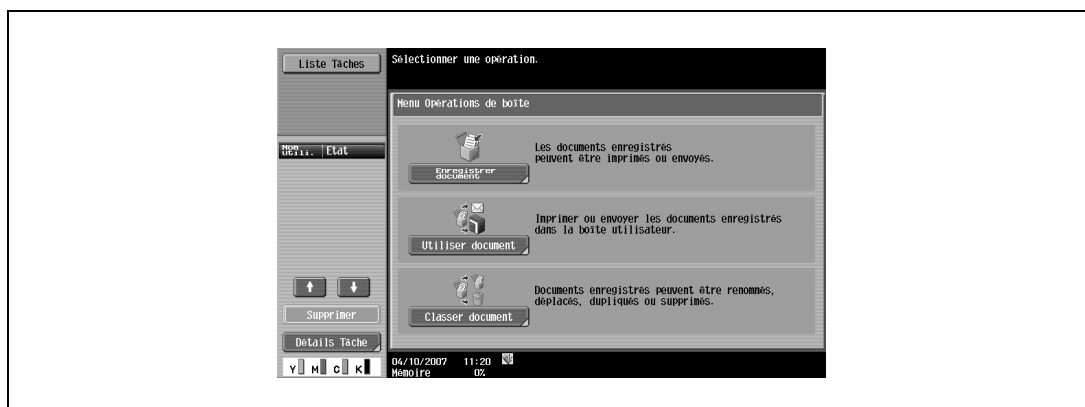 Liste Tâches
Sélectionner une opération.
Menu Opérations de boîte
Nom
Utili.
Etat
Les documents enregistrés
peuvent être imprimés ou envoyés.
Enregistrer
document
Inprimer ou envoyer les documents enregistrés
dans la boîte utilisateur.
Utiliser document
Documents enregistrés peuvent être renommés,
déplacés, dupliqués ou supprimés.
Classer document
Supprimer
Détails Tâche
Y M C K
04/10/2007 11:20
Mémoire 0%